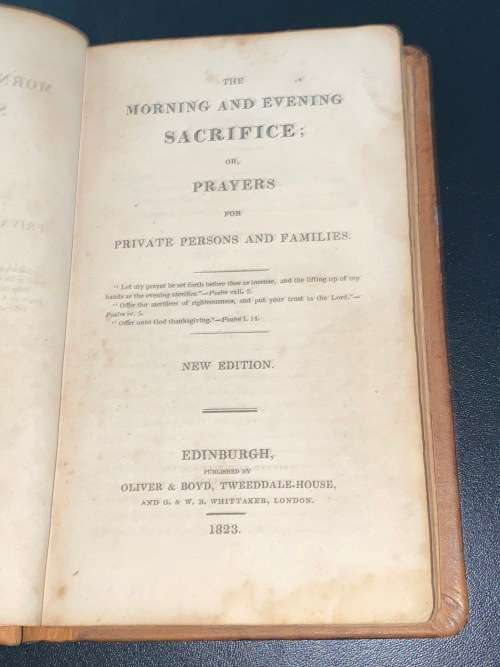 THE
MORNING AND EVENING
SACRIFICE;
OR,
PRAYERS
FOR
PRIVATE PERSONS AND FAMILIES.
"Let my prayer be set forth before thee as incense, and the lifting up of my
hands as the evening sacrifice."—Psalm cxli. 2.
"Offer the sacrifices of righteousness, and put your trust in the Lord."—
Psalm iv. 5.
"Offer unto God thanksgiving."—Psalm l. 14.
NEW EDITION.
EDINBURGH,
PUBLISHED BY
OLIVER & BOYD, TWEEDDALE-HOUSE,
AND G. & W. B. WHITTAKER, LONDON.
1823.